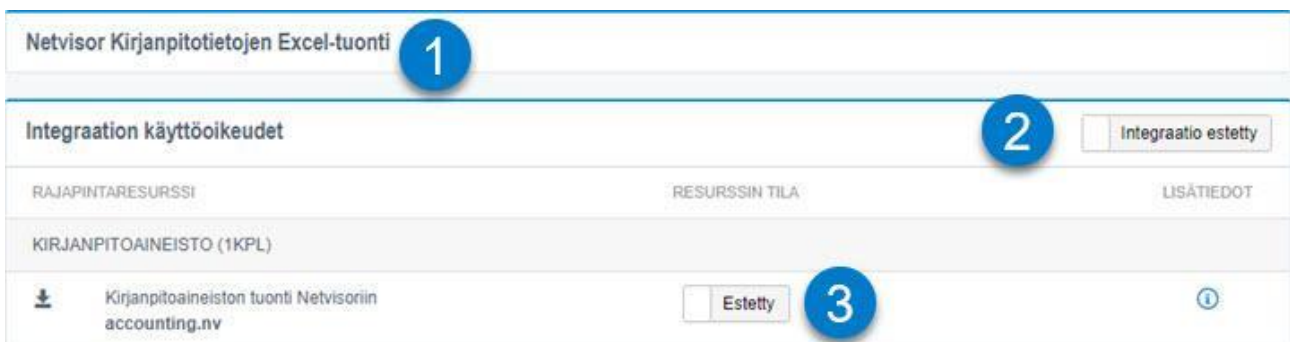 Netvisor Kirjanpitotietojen Excel-tuonti 1
Integraation käyttöoikeudet 2 Integraatio estetty
RAJAPINTARESURSSI RESURSSIN TILA LISÄTIEDOT
KIRJANPITOAINEISTO (1KPL)
Kirjanpitoaineiston tuonti Netvisoriin Estetty 3
accounting.nv